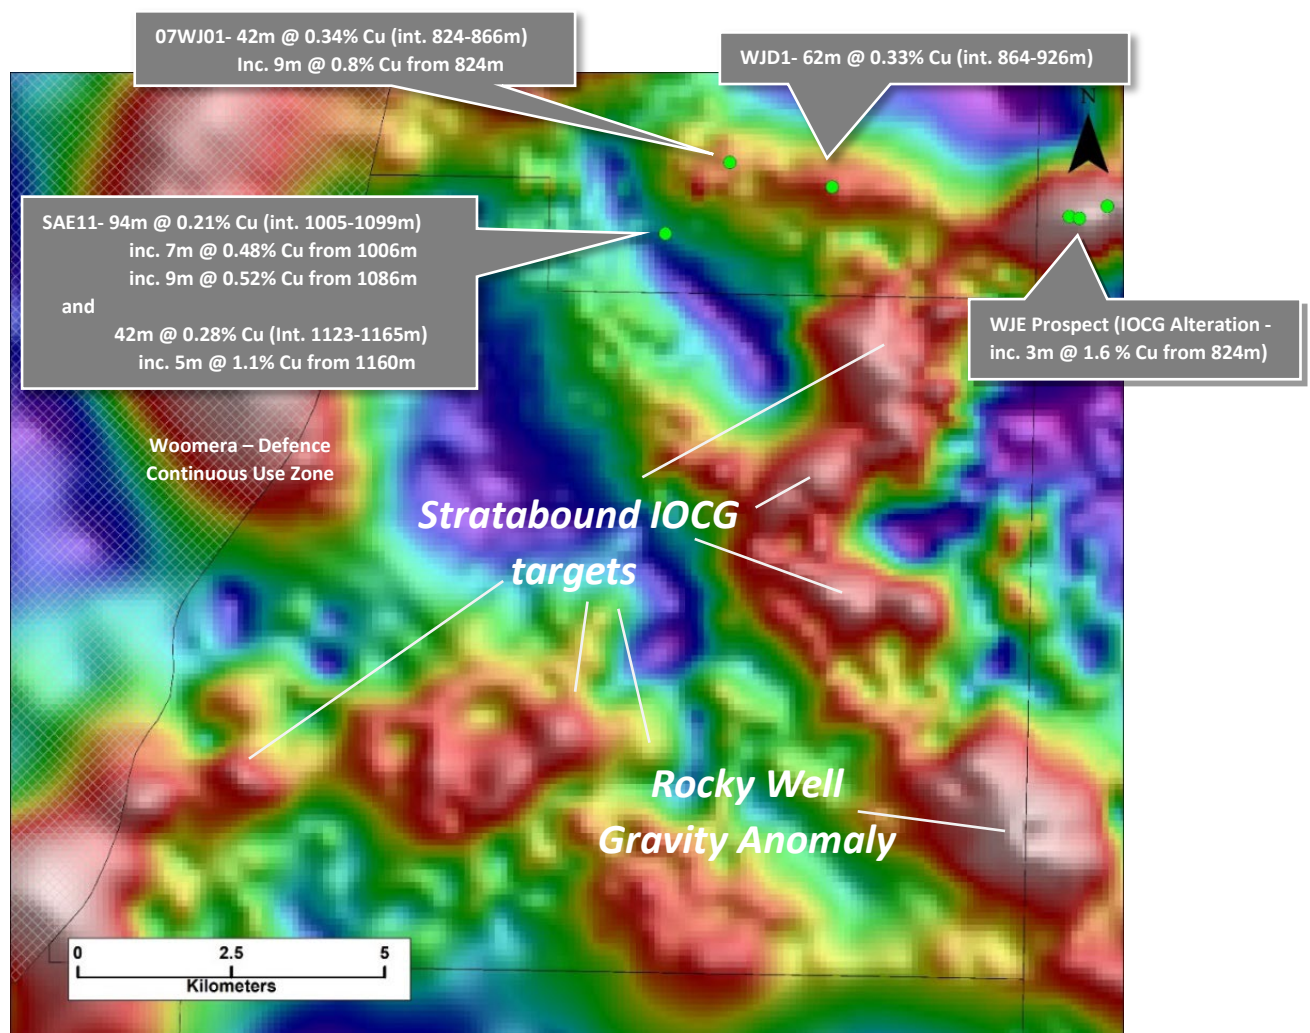 07WJ01- 42m @ 0.34% Cu (int. 824-866m)
Inc. 9m @ 0.8% Cu from 824m
WJD1- 62m @ 0.33% Cu (int. 864-926m)
N
SAE11- 94m @ 0.21% Cu (int. 1005-1099m)
inc. 7m @ 0.48% Cu from 1006m
inc. 9m @ 0.52% Cu from 1086m
and
42m @ 0.28% Cu (Int. 1123-1165m)
inc. 5m @ 1.1% Cu from 1160m
WJE Prospect (IOCG Alteration -
inc. 3m @ 1.6 % Cu from 824m)
Woomera – Defence
Continuous Use Zone
Stratabound IOCG
targets
Rocky Well
Gravity Anomaly
0 2.5 5
Kilometers